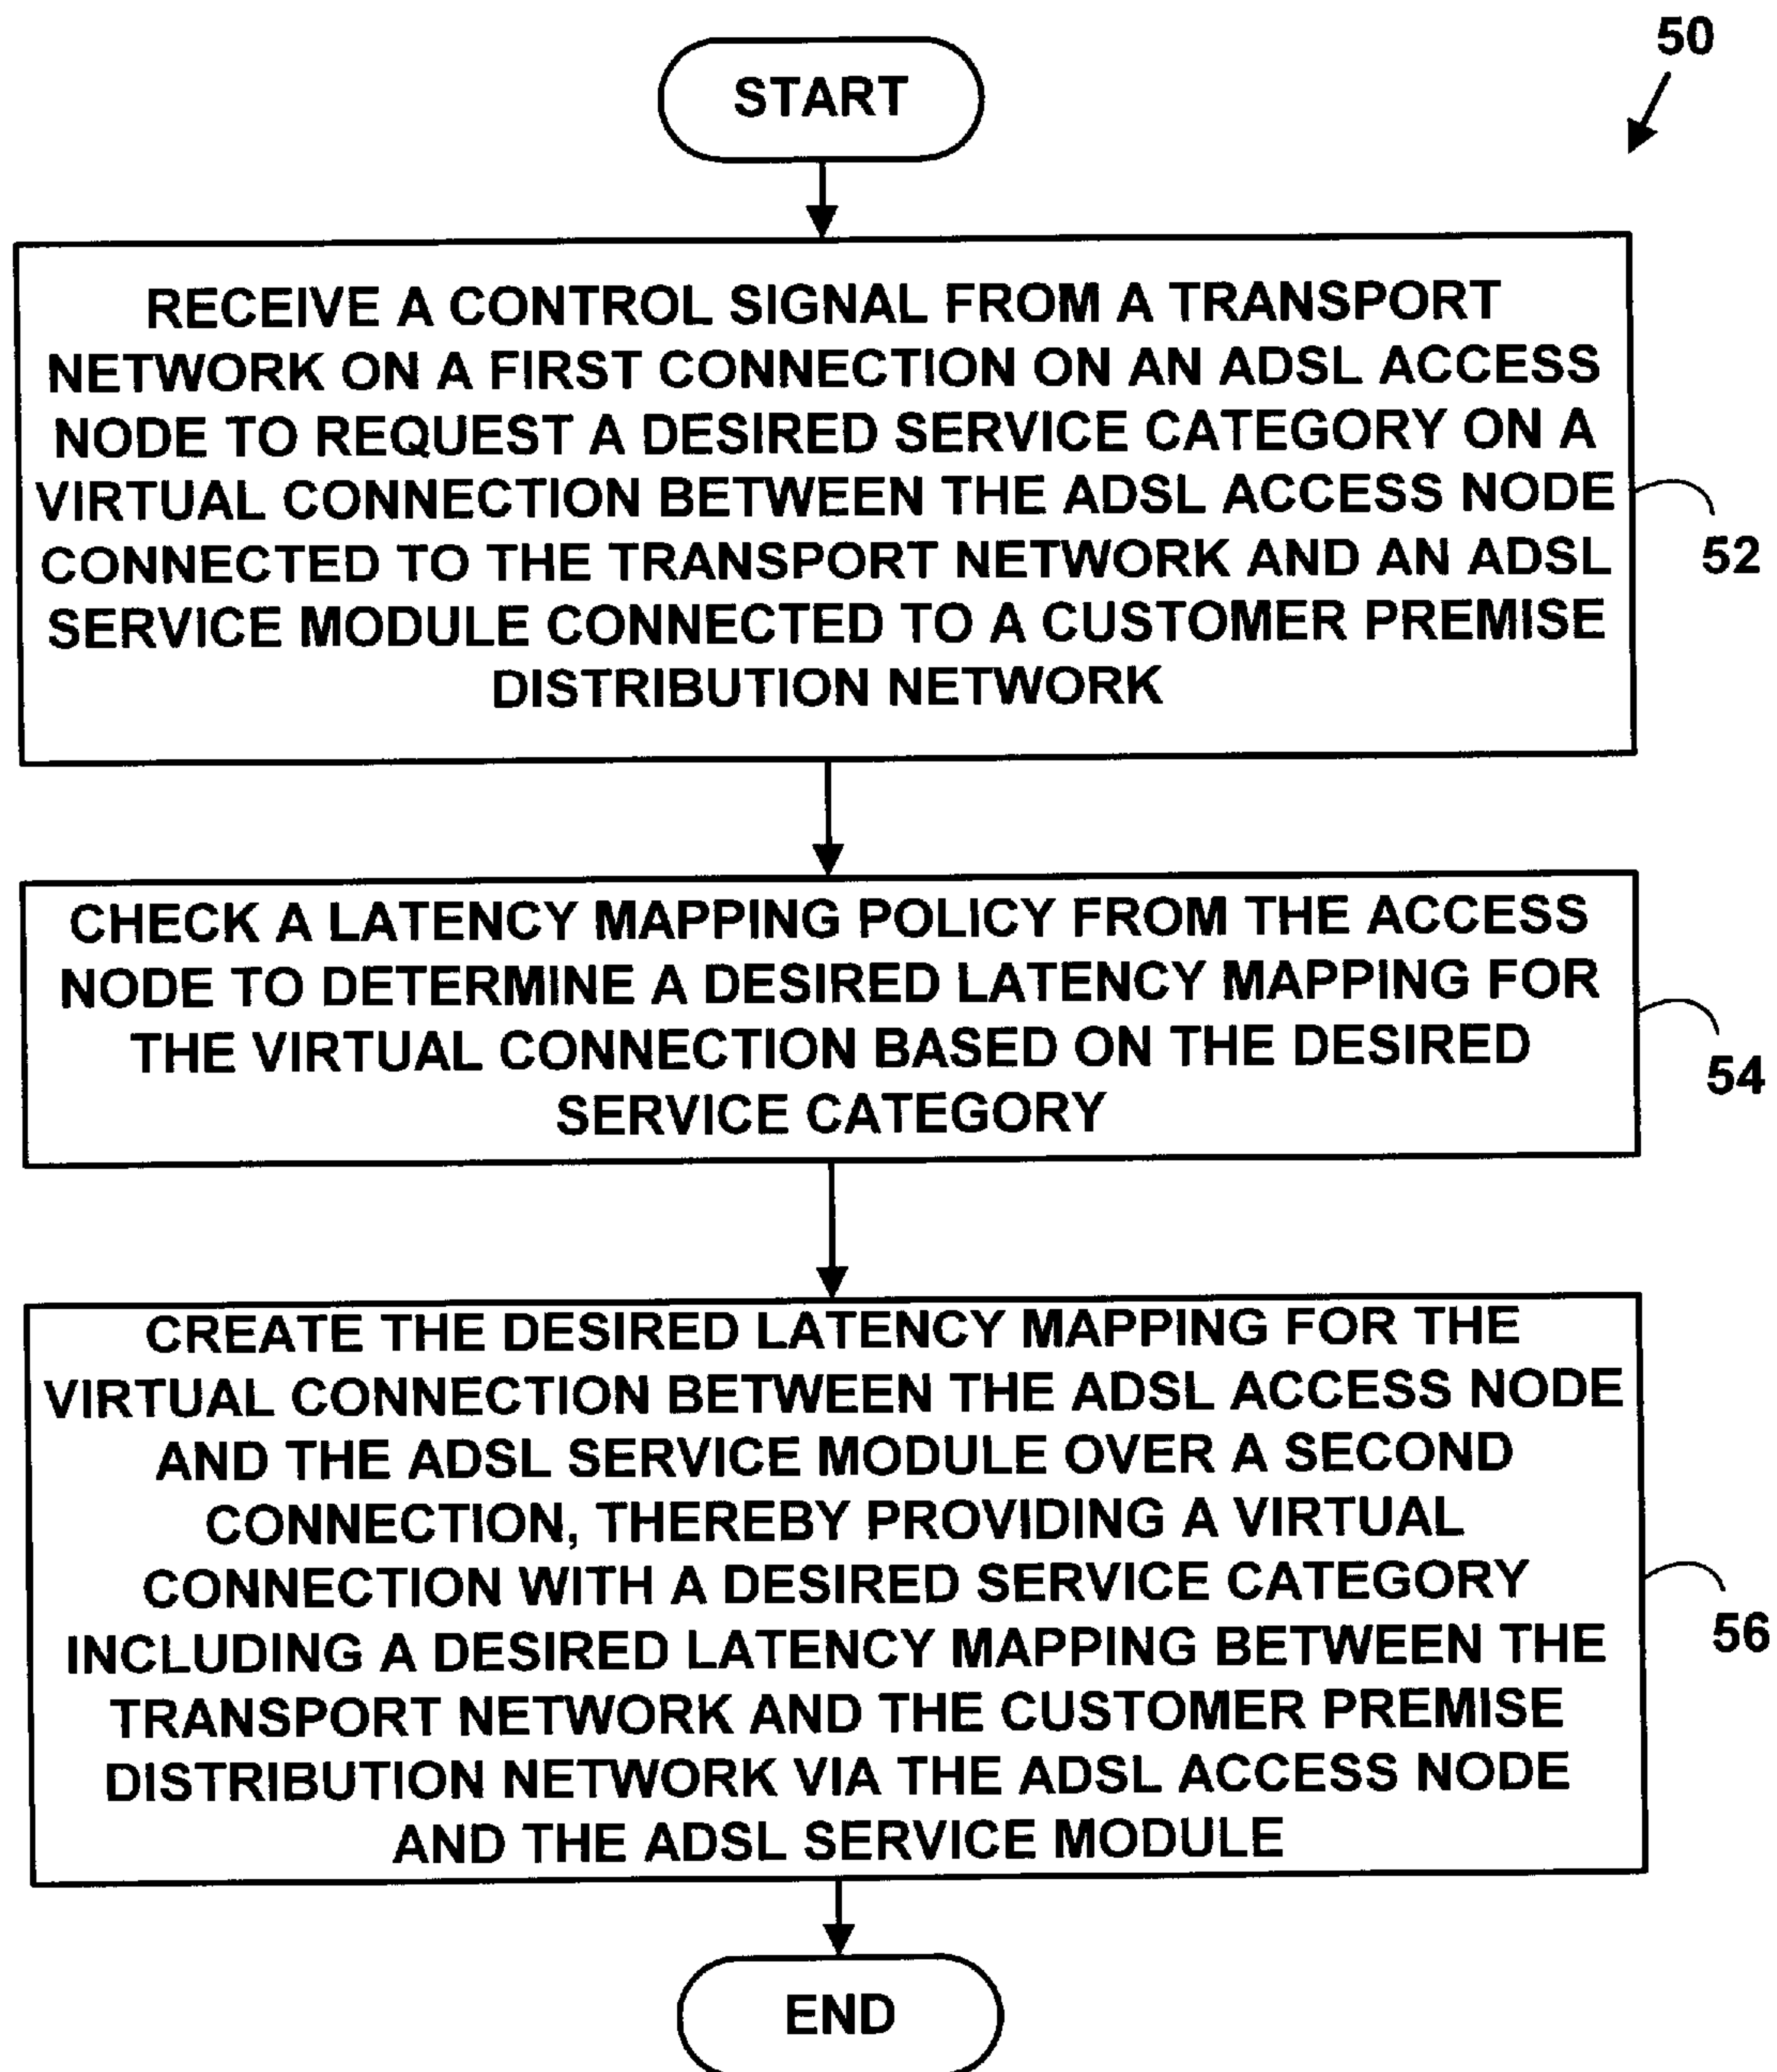 50
START
RECEIVE A CONTROL SIGNAL FROM A TRANSPORT
NETWORK ON A FIRST CONNECTION ON AN ADSL ACCESS
NODE TO REQUEST A DESIRED SERVICE CATEGORY ON A
VIRTUAL CONNECTION BETWEEN THE ADSL ACCESS NODE
CONNECTED TO THE TRANSPORT NETWORK AND AN ADSL
SERVICE MODULE CONNECTED TO A CUSTOMER PREMISE
DISTRIBUTION NETWORK
52
CHECK A LATENCY MAPPING POLICY FROM THE ACCESS
NODE TO DETERMINE A DESIRED LATENCY MAPPING FOR
THE VIRTUAL CONNECTION BASED ON THE DESIRED
SERVICE CATEGORY
54
CREATE THE DESIRED LATENCY MAPPING FOR THE
VIRTUAL CONNECTION BETWEEN THE ADSL ACCESS NODE
AND THE ADSL SERVICE MODULE OVER A SECOND
CONNECTION, THEREBY PROVIDING A VIRTUAL
CONNECTION WITH A DESIRED SERVICE CATEGORY
INCLUDING A DESIRED LATENCY MAPPING BETWEEN THE
TRANSPORT NETWORK AND THE CUSTOMER PREMISE
DISTRIBUTION NETWORK VIA THE ADSL ACCESS NODE
AND THE ADSL SERVICE MODULE
56
END